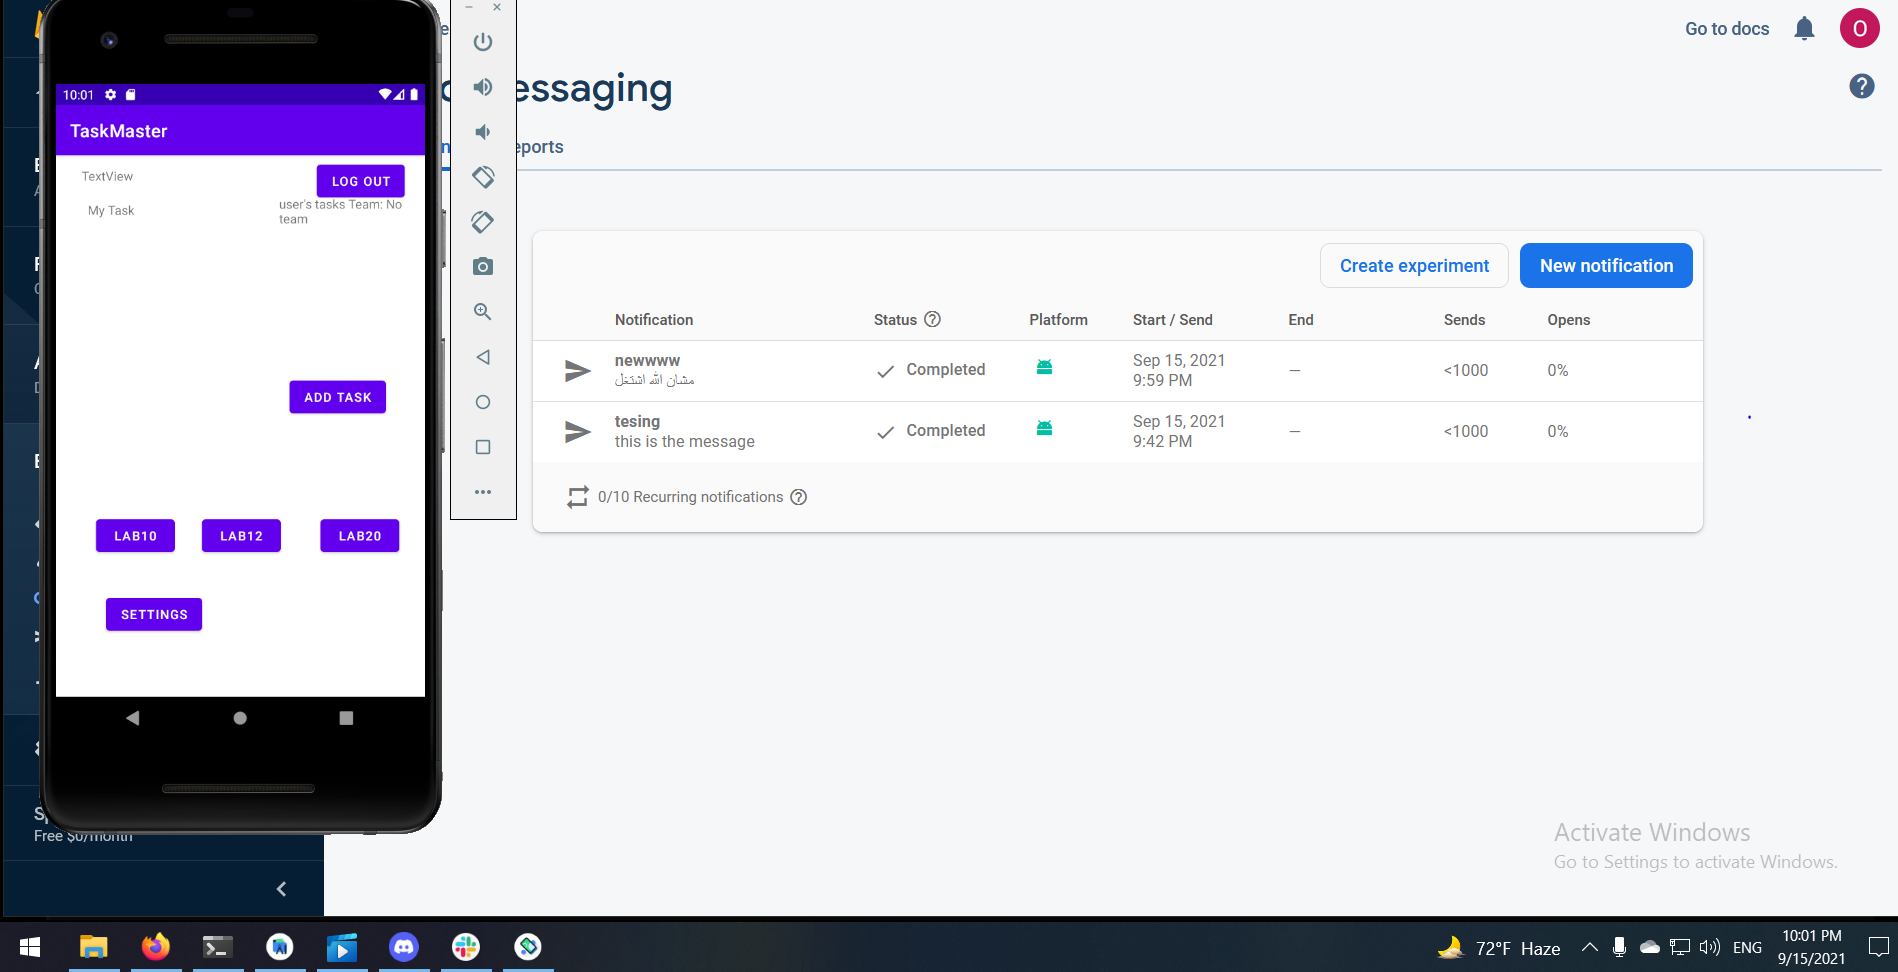 10:01
TaskMaster
TextView
LOG OUT
My Task
user's tasks Team: No
team
ADD TASK
LAB10
LAB12
LAB20
SETTINGS
Free $0/month
Go to docs
O
essaging
eports
Create experiment
New notification
Notification
Status
Platform
Start / Send
End
Sends
Opens
newwww
مشان الله اشتغل
Completed
Sep 15, 2021
9:59 PM
—
<1000
0%
tesing
this is the message
Completed
Sep 15, 2021
9:42 PM
—
<1000
0%
0/10 Recurring notifications
Activate Windows
Go to Settings to activate Windows.
72°F Haze
ENG
10:01 PM
9/15/2021